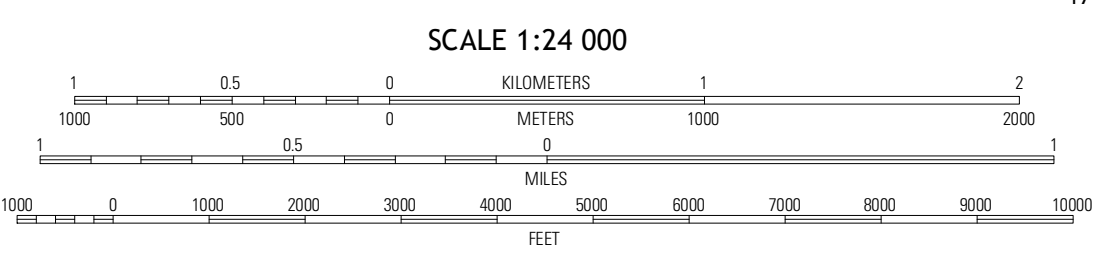 SCALE 1:24 000
1 0.5 0 KILOMETERS 1 2
1000 500 0 METERS 1000 2000
1 0.5 0 1
MILES
1000 0 1000 2000 3000 4000 5000 6000 7000 8000 9000 10000
FEET